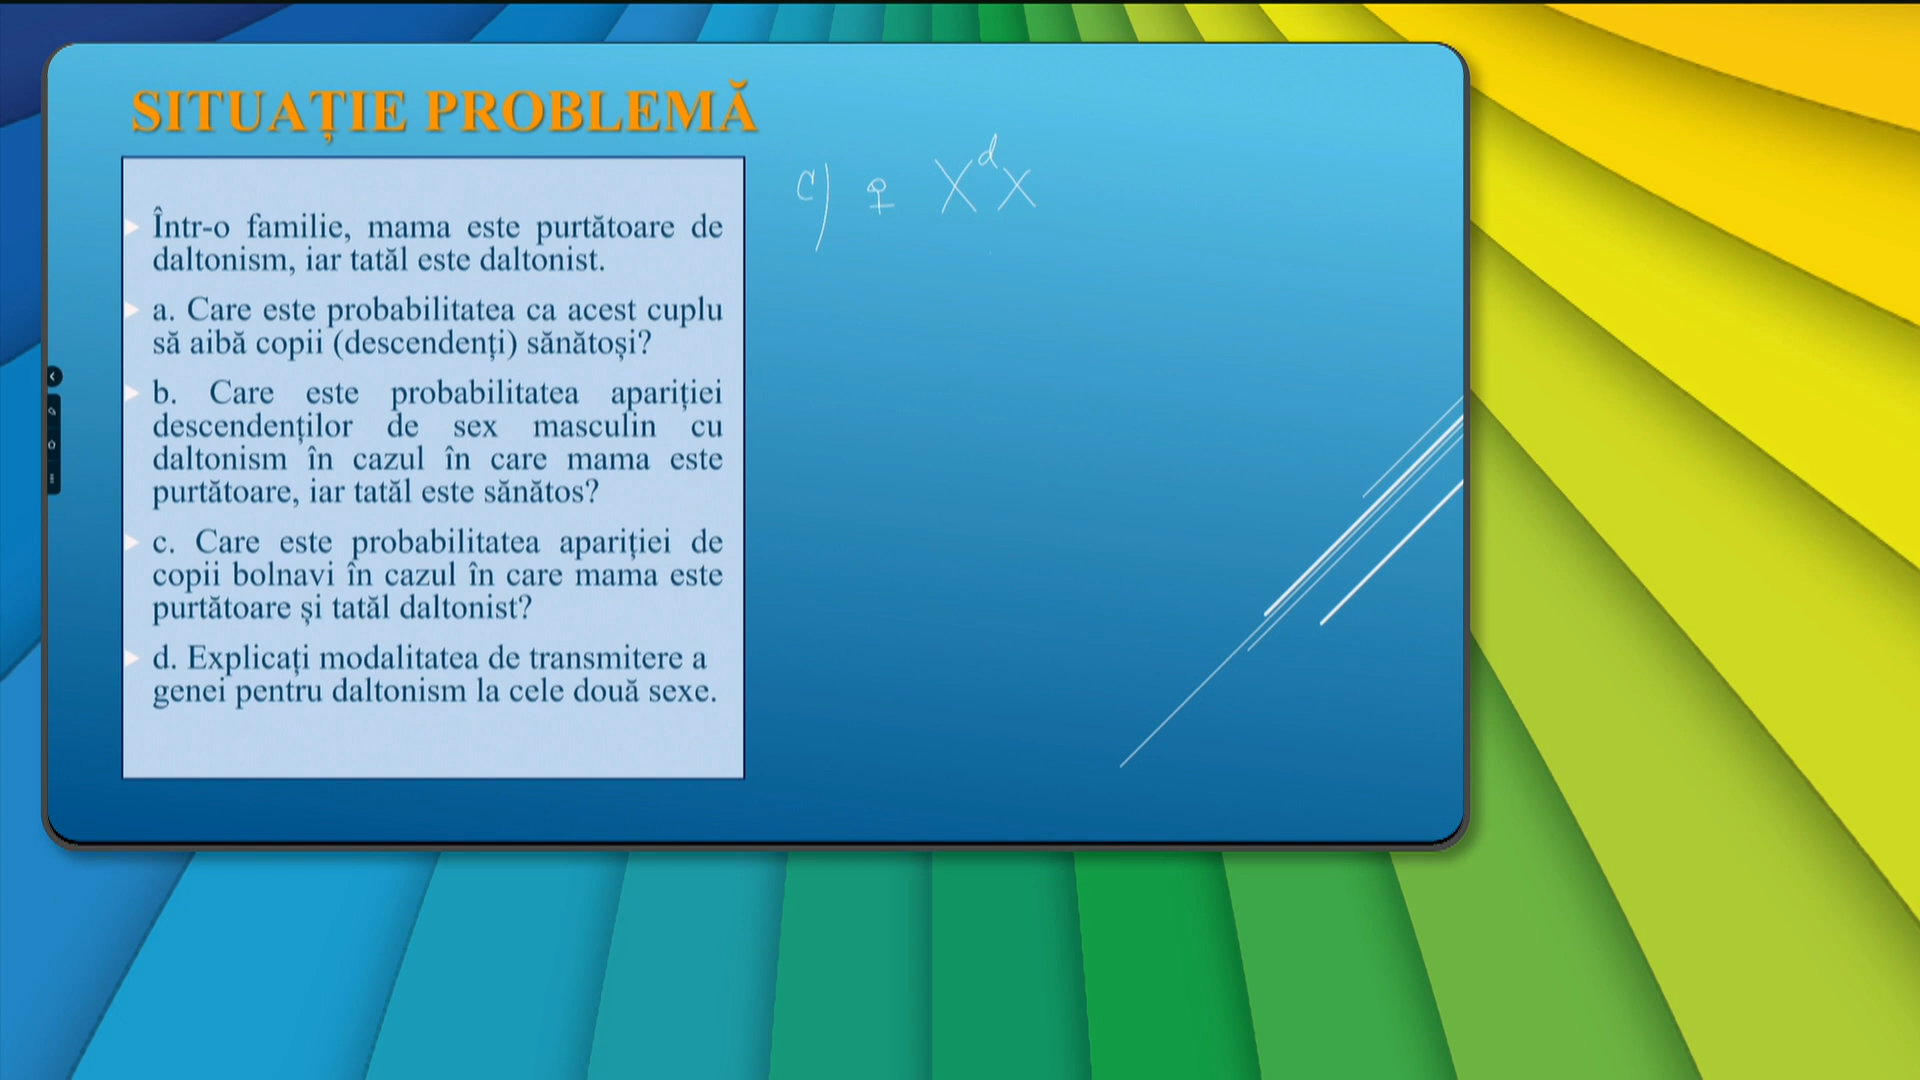 SITUAȚIE PROBLEMĂ
Într-o familie, mama este purtătoare de
daltonism, iar tatăl este daltonist.
a. Care este probabilitatea ca acest cuplu
să aibă copii (descendenți) sănătoși?
b. Care este probabilitatea apariției
descendenților de sex masculin cu
daltonism în cazul în care mama este
purtătoare, iar tatăl este sănătos?
c. Care este probabilitatea apariției de
copii bolnavi în cazul în care mama este
purtătoare și tatăl daltonist?
d. Explicați modalitatea de transmitere a
genei pentru daltonism la cele două sexe.
c) ♀ XᵈX